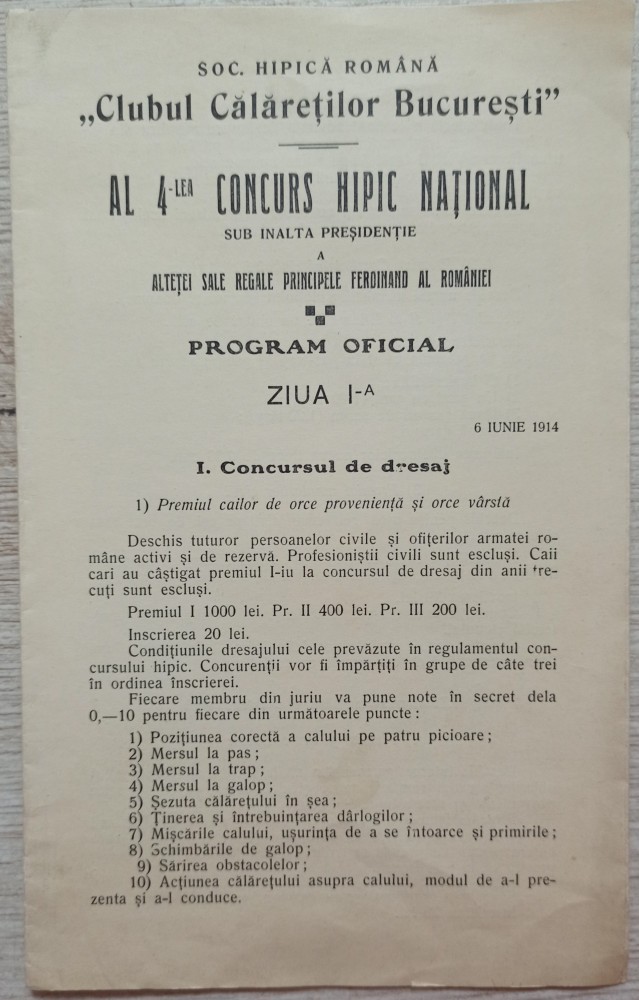 SOC. HIPICĂ ROMÂNĂ
„Clubul Călăreților București”
AL 4-LEA CONCURS HIPIC NAȚIONAL
SUB INALTA PREȘIDENȚIE
A
ALTEȚEI SALE REGALE PRINCIPELE FERDINAND AL ROMÂNIEI
PROGRAM OFICIAL
ZIUA I-A
6 IUNIE 1914
I. Concursul de dresaj
1) Premiul cailor de orce proveniență și orce vârstă
Deschis tuturor persoanelor civile și ofițerilor armatei ro-
mâne activi și de rezervă. Profesioniștii civili sunt escluși. Caii
cari au câștigat premiul I-iu la concursul de dresaj din anii tre-
cuți sunt escluși.
Premiul I 1000 lei. Pr. II 400 lei. Pr. III 200 lei.
Inscrierea 20 lei.
Condițiunile dresajului cele prevăzute în regulamentul con-
cursului hipic. Concurenții vor fi împărțiți în grupe de câte trei
în ordinea înscrierei.
Fiecare membru din juriu va pune note în secret dela
0,—10 pentru fiecare din următoarele puncte :
1) Pozițiunea corectă a calului pe patru picioare ;
2) Mersul la pas ;
3) Mersul la trap ;
4) Mersul la galop ;
5) Șezuta călărețului în șea ;
6) Ținerea și întrebuințarea dârlogilor ;
7) Mișcările calului, ușurința de a se întoarce și primirile ;
8) Schimbările de galop ;
9) Sărirea obstacolelor ;
10) Acțiunea călărețului asupra calului, modul de a-l pre-
zenta și a-l conduce.